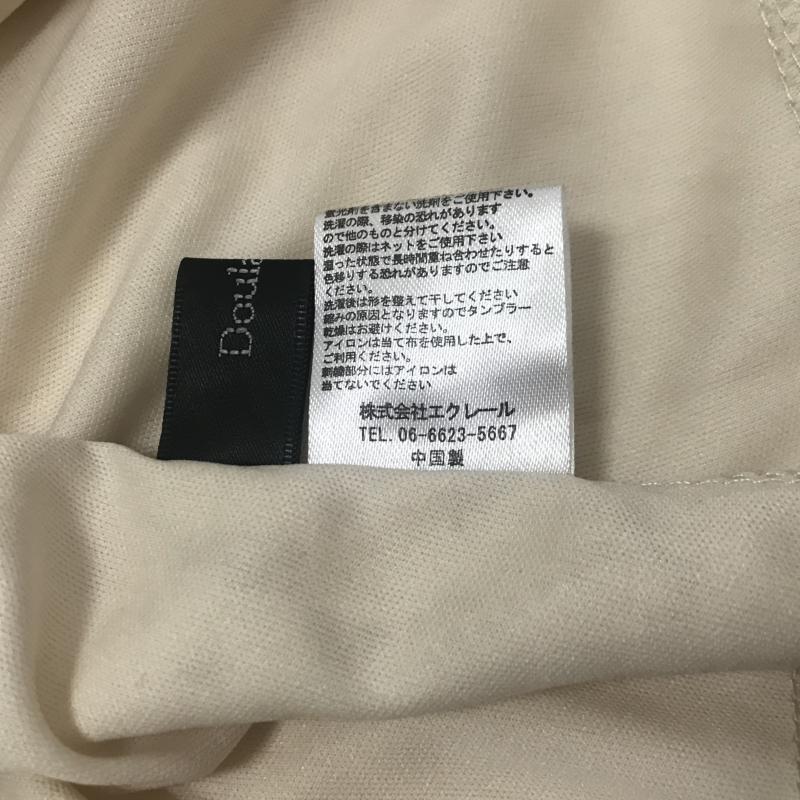 蛍光剤を含まない洗剤をご使用下さい。
洗濯の際、移染の恐れがあります
ので他のものと分けてください。
洗濯の際はネットをご使用下さい
湿った状態で長時間重ね合わせたりすると
色移りする恐れがありますのでご注意
ください。
洗濯後は形を整えて干してください
縮みの原因となりますのでタンブラー
乾燥はお避けください。
アイロンは当て布を使用した上で、
ご利用ください。
刺繍部分にはアイロンは
当てないでください
株式会社エクレール
TEL. 06-6623-5667
中国製
Doula